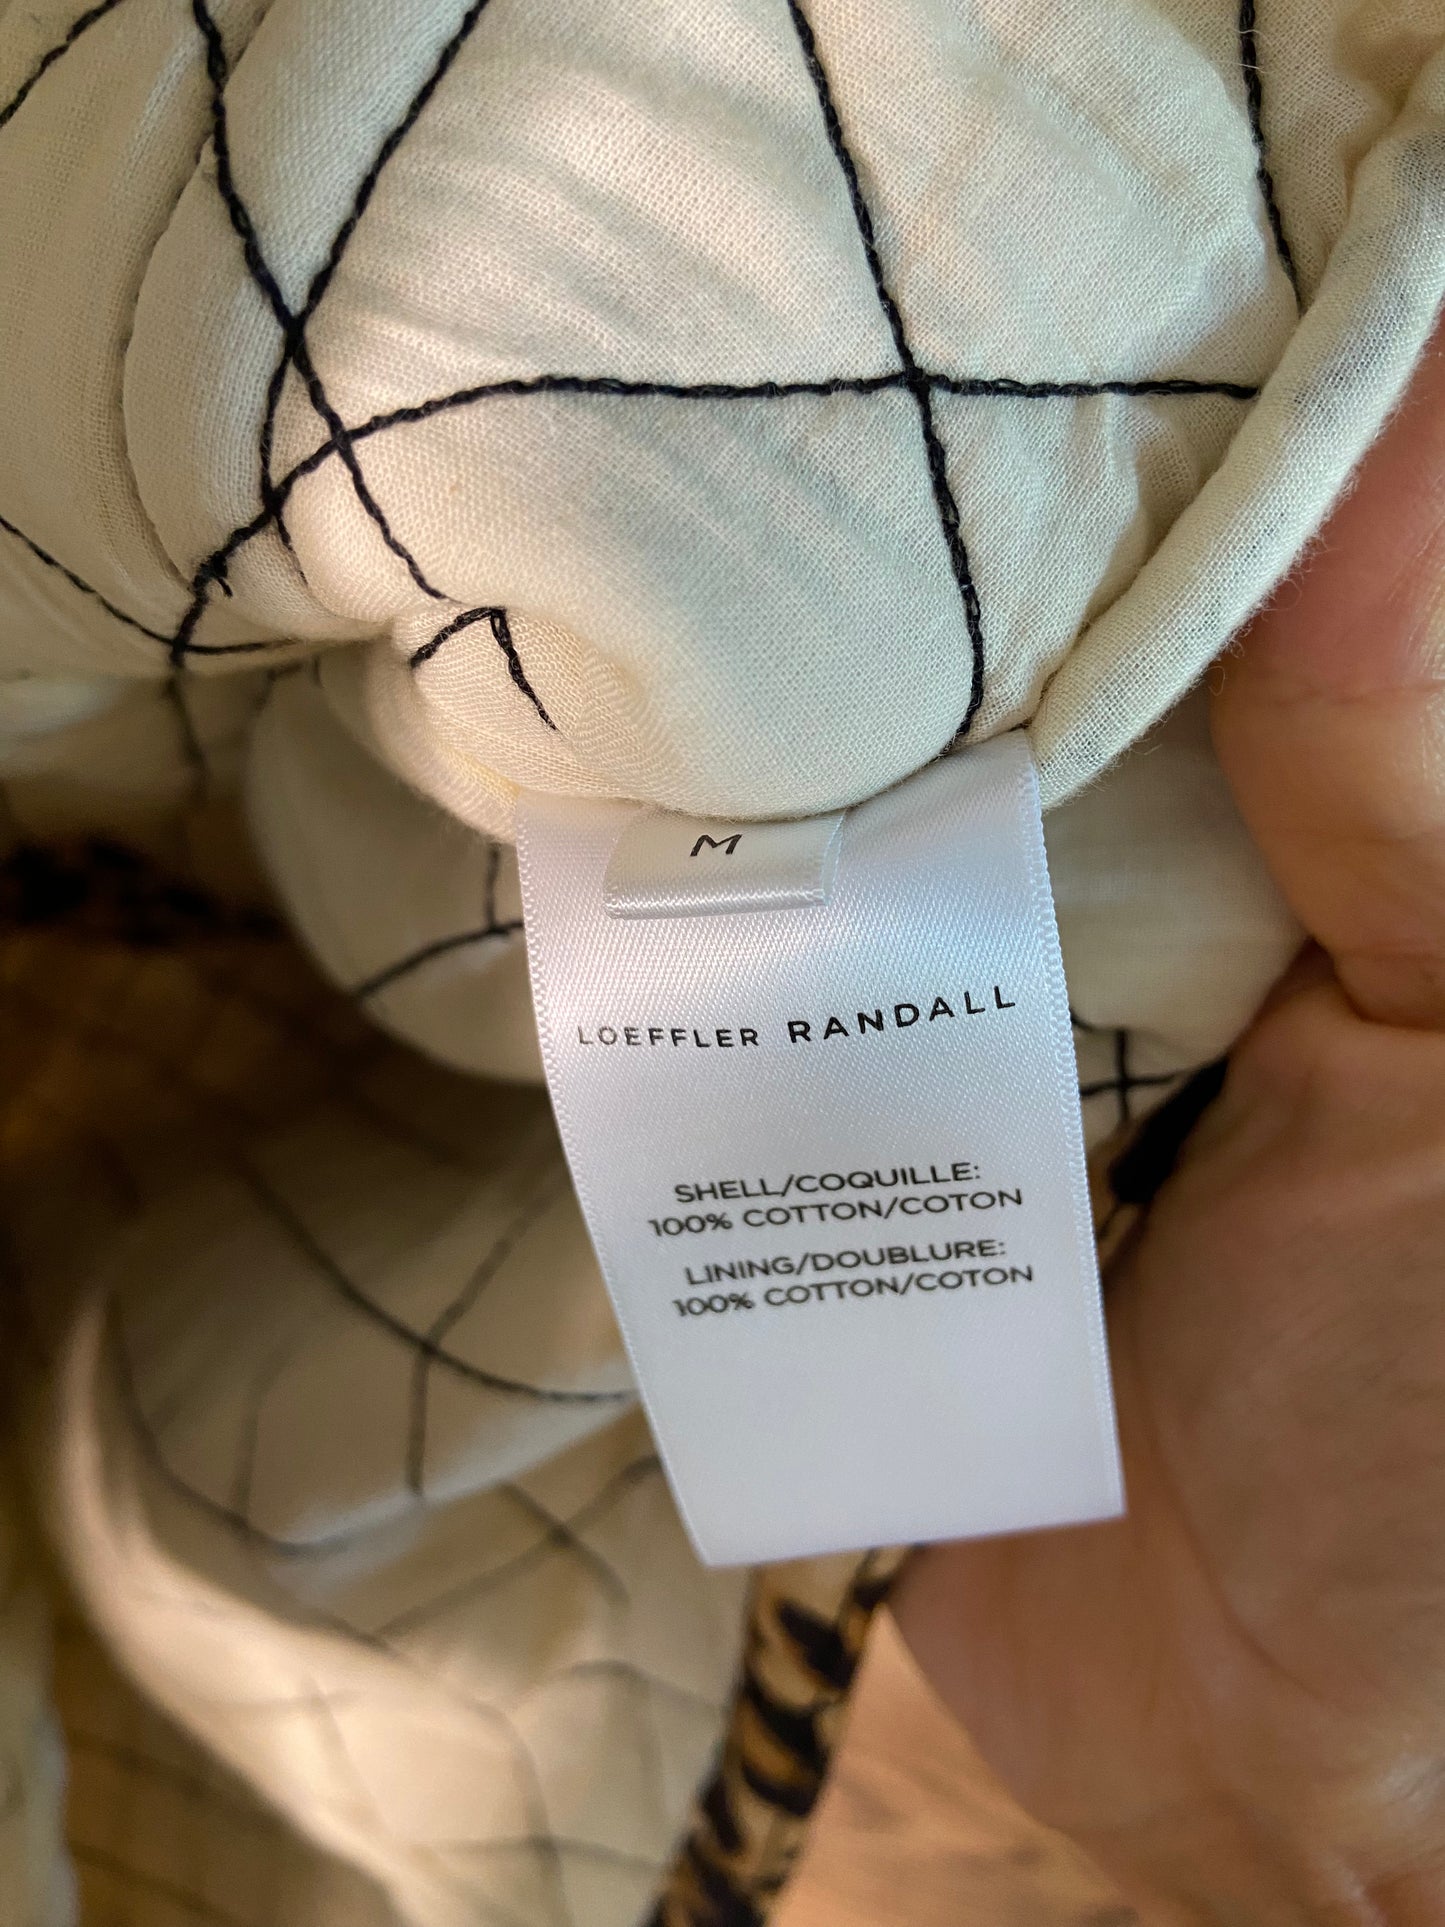 M
LOEFFLER RANDALL
SHELL/COQUILLE:
100% COTTON/COTON
LINING/DOUBLURE:
100% COTTON/COTON